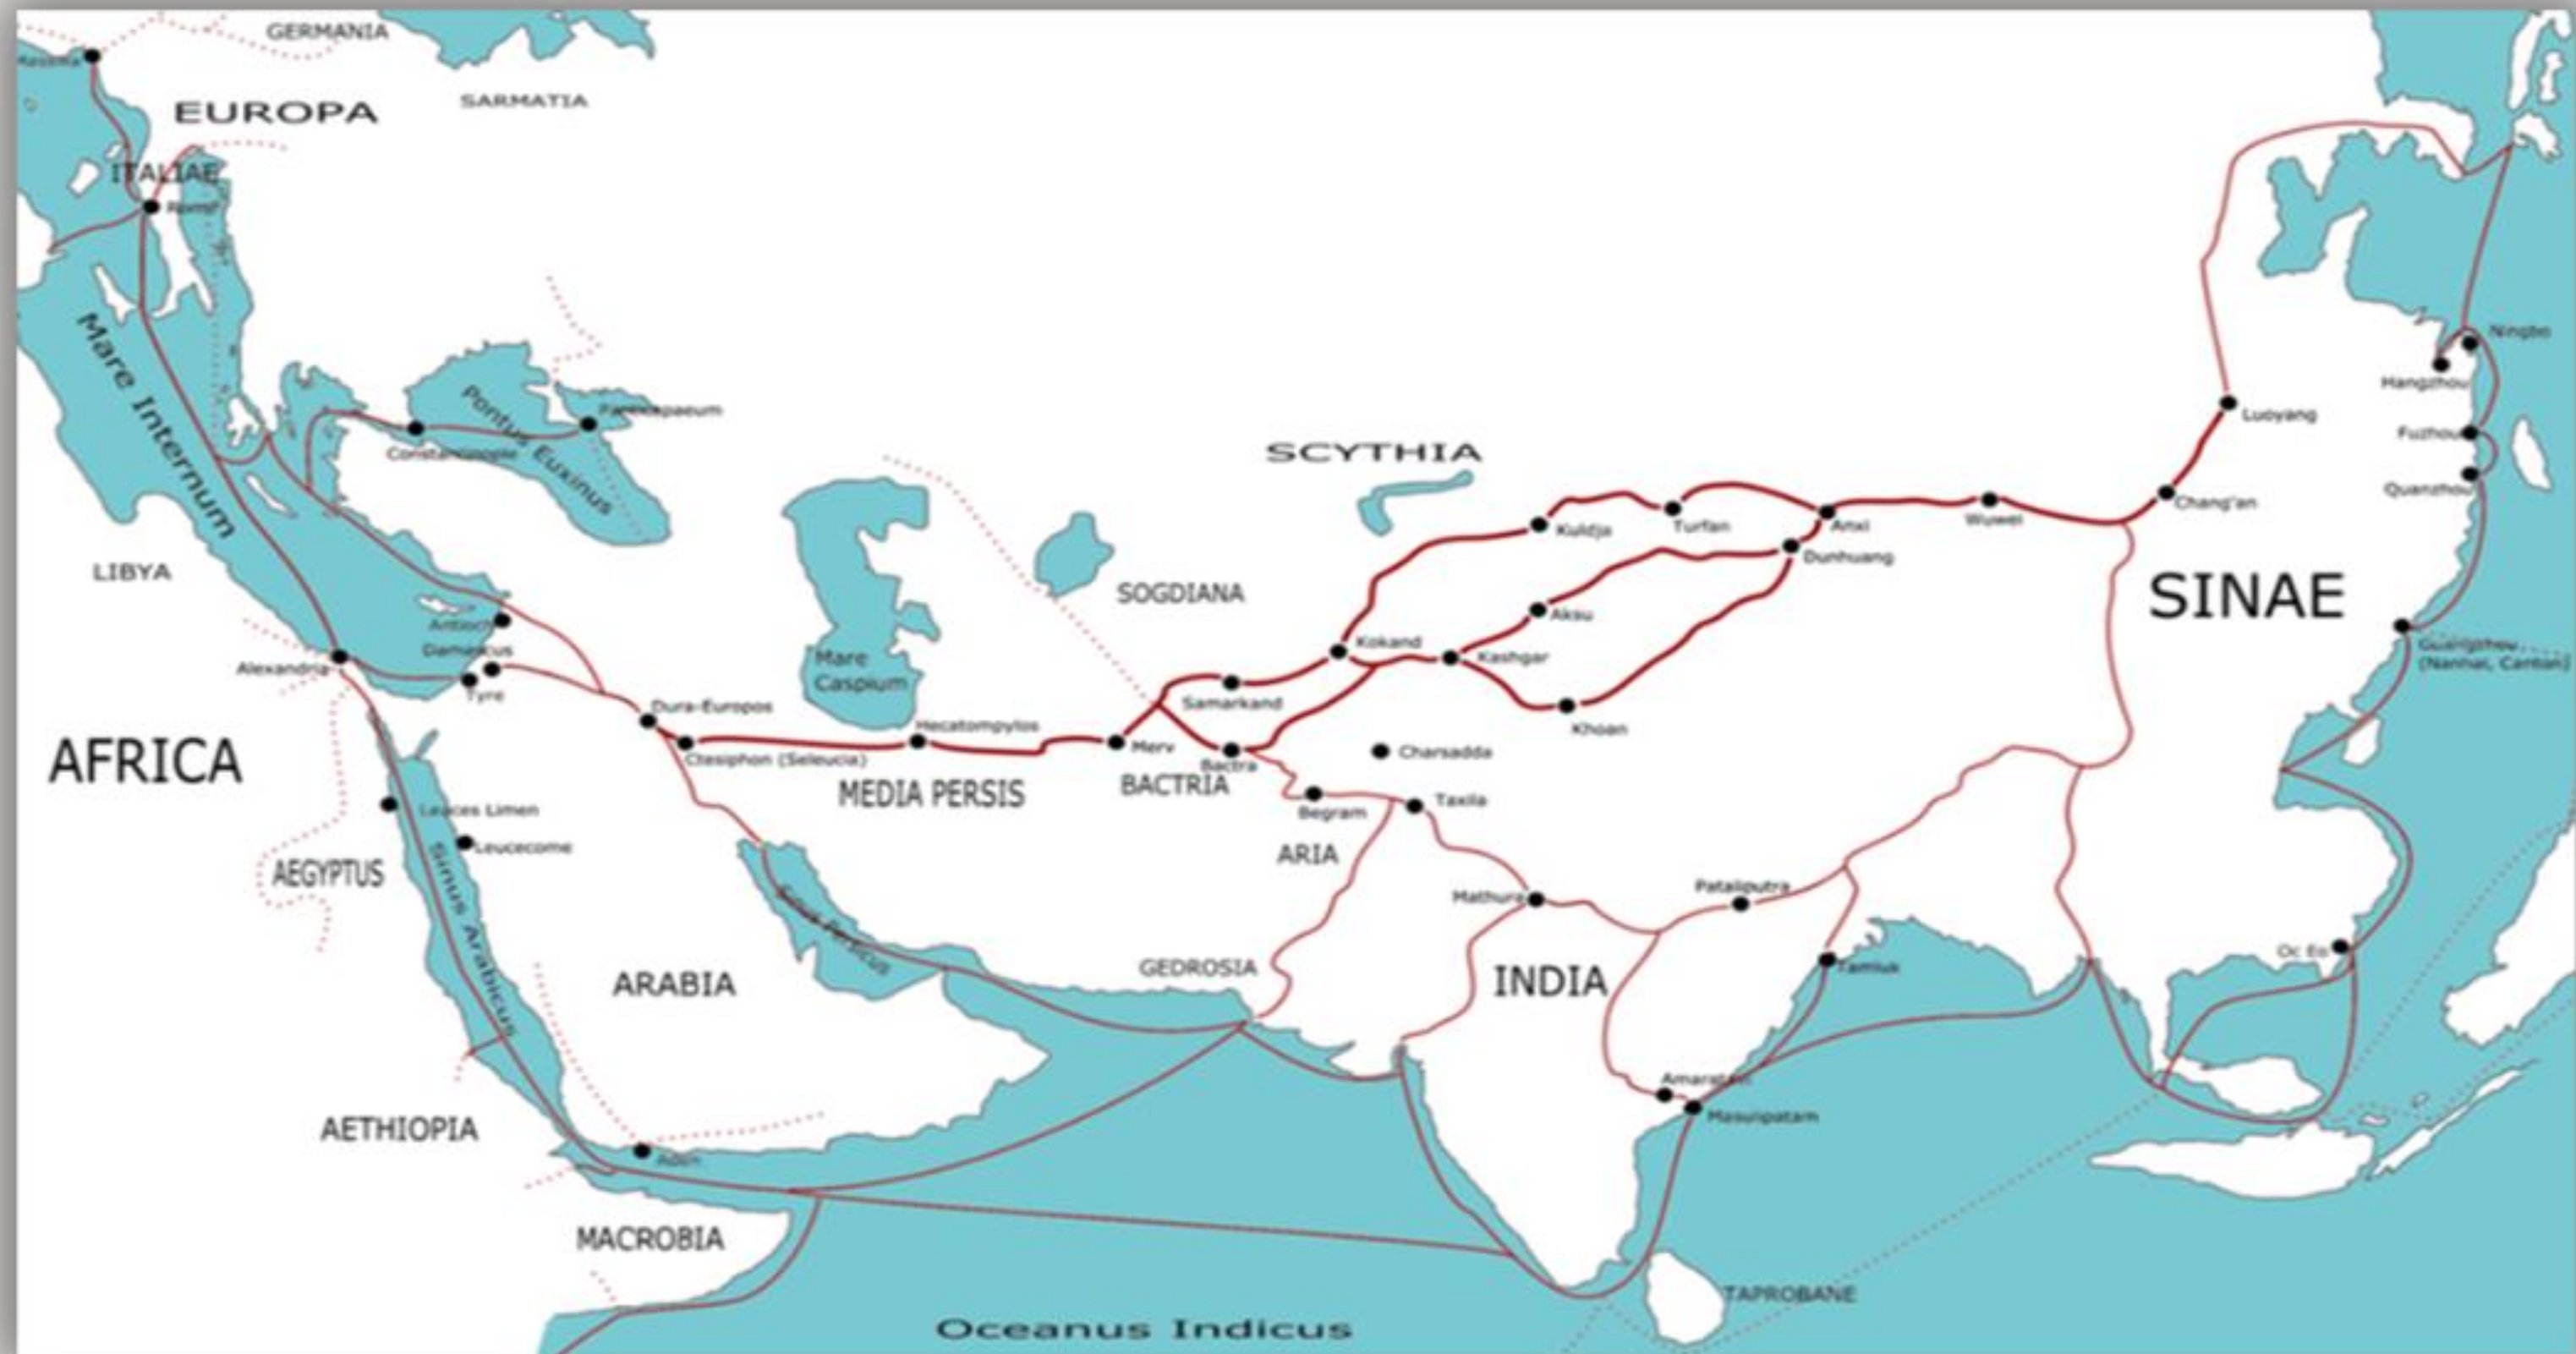 GERMANIA
EUROPA
SARMATIA
ITALIAE
Rome
Mare Internum
Pontus Euxinus
Panticapaeum
Constantinople
LIBYA
Antioch
Damascus
Alexandria
Tyre
Dura-Europos
Ctesiphon (Seleucia)
Hecatompylos
Mare
Caspium
SCYTHIA
SOGDIANA
Kuldja
Turfan
Anxi
Wuwei
Chang'an
Luoyang
Ningbo
Hangzhou
Fuzhou
Quanzhou
Dunhuang
Aksu
Kokand
Kashgar
Samarkand
Khoan
Merv
Bactra
Charsadda
SINAE
Guangzhou
(Nanhai, Canton)
AFRICA
MEDIA PERSIS
BACTRIA
Begram
Taxila
ARIA
Leuces Limen
Leucecome
AEGYPTUS
Sinus Arabicus
Sinus Persicus
Mathura
Pataliputra
ARABIA
GEDROSIA
INDIA
Tamluk
Oc Eo
AETHIOPIA
Aden
Masulipatam
MACROBIA
TAPROBANE
Oceanus Indicus